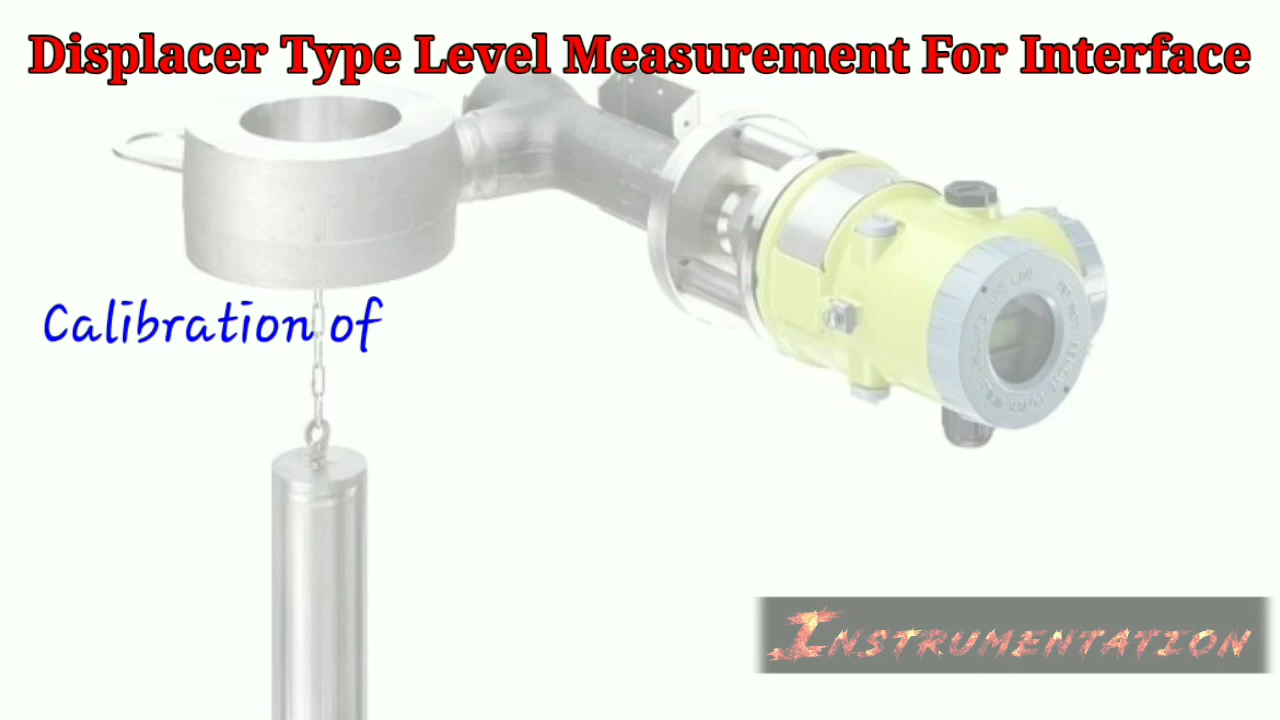 Displacer Type Level Measurement For Interface
Calibration of
INSTRUMENTATION